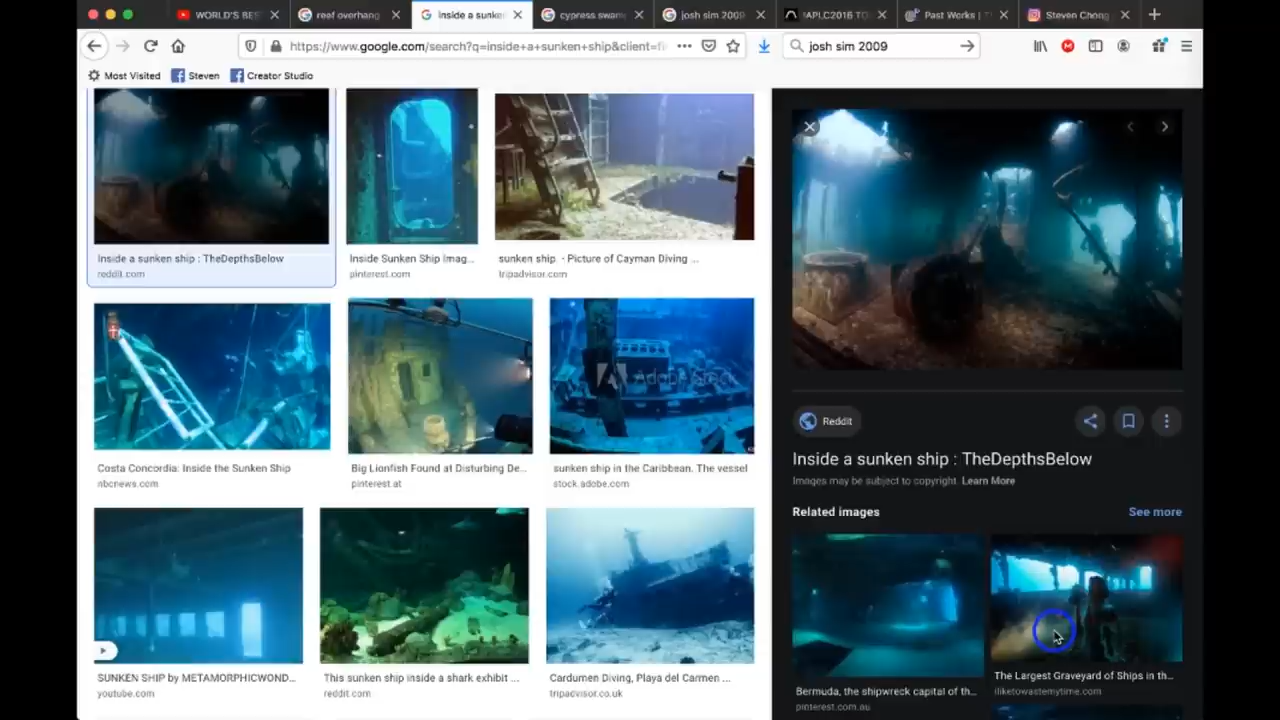 WORLD'S BES
reef overhang
Inside a sunken
cypress swam
josh sim 2009
!APLC2016 TO
Past Works | T
Steven Chong
https://www.google.com/search?q=inside+a+sunken+ship&client=fi
josh sim 2009
Most Visited
Steven
Creator Studio
Inside a sunken ship : TheDepthsBelow
reddit.com
Inside Sunken Ship Imag...
pinterest.com
sunken ship - Picture of Cayman Diving ...
tripadvisor.com
Costa Concordia: Inside the Sunken Ship
nbcnews.com
Big Lionfish Found at Disturbing De...
pinterest.at
Adobe Stock
sunken ship in the Caribbean. The vessel
stock.adobe.com
SUNKEN SHIP by METAMORPHICWOND...
youtube.com
This sunken ship inside a shark exhibit ...
reddit.com
Cardumen Diving, Playa del Carmen ...
tripadvisor.co.uk
Reddit
Inside a sunken ship : TheDepthsBelow
Images may be subject to copyright. Learn More
Related images
See more
Bermuda, the shipwreck capital of th...
pinterest.com.au
The Largest Graveyard of Ships in th...
iliketowastemytime.com